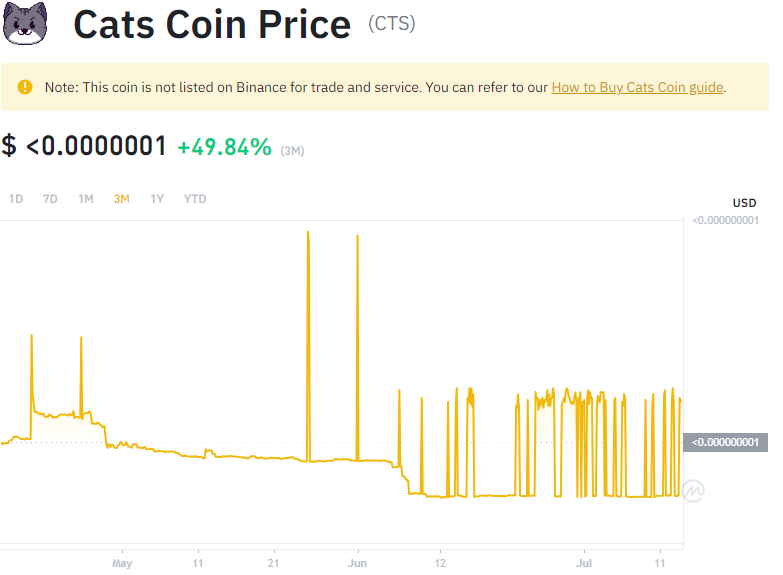 Cats Coin Price (CTS)
Note: This coin is not listed on Binance for trade and service. You can refer to our How to Buy Cats Coin guide.
$ <0.0000001 +49.84% (3M)
1D 7D 1M 3M 1Y YTD
USD
<0.000000001
<0.000000001
May 11 21 Jun 12 Jul 11